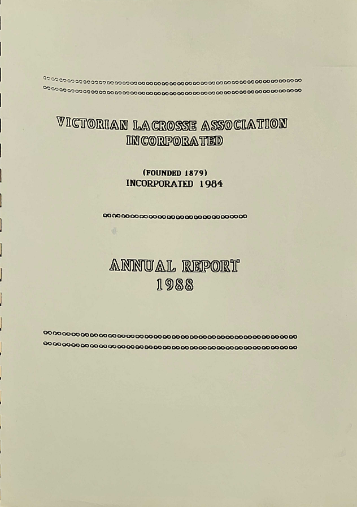 VICTORIAN LACROSSE ASSOCIATION
INCORPORATED
(FOUNDED 1879)
INCORPORATED 1984
ANNUAL REPORT
1988